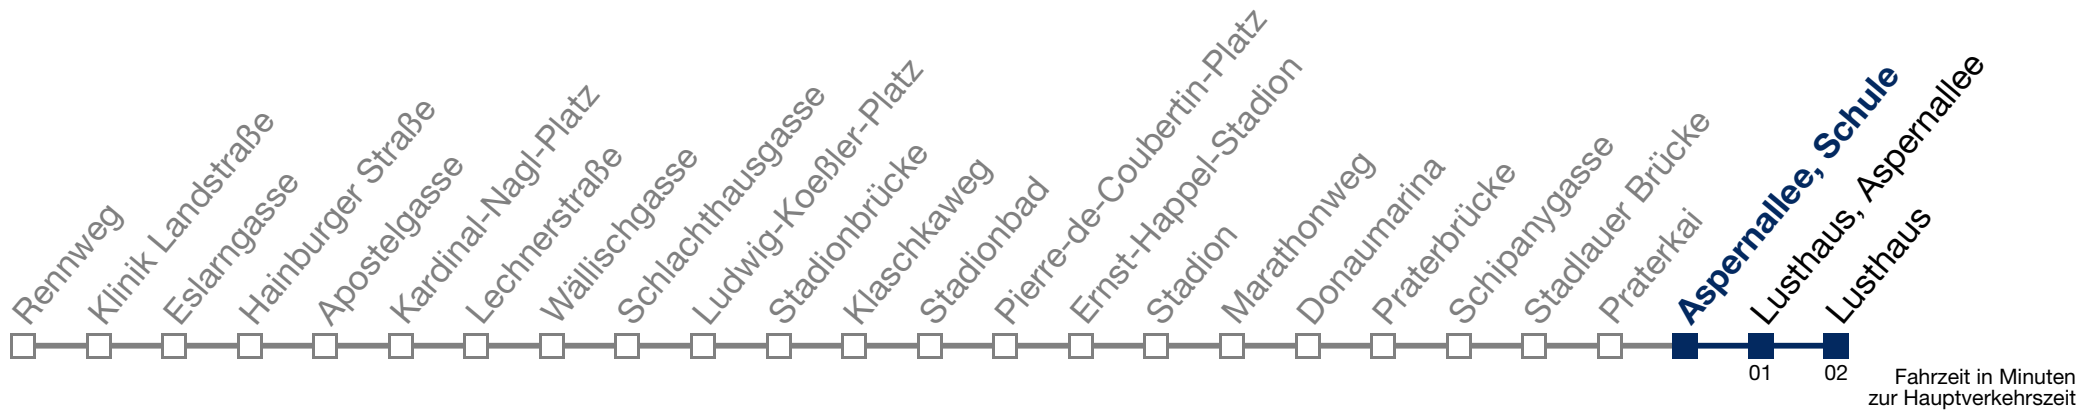 Rennweg
Klinik Landstraße
Eslarngasse
Hainburger Straße
Apostelgasse
Kardinal-Nagl-Platz
Lechnerstraße
Wällischgasse
Schlachthausgasse
Ludwig-Koeßler-Platz
Stadionbrücke
Klaschkaweg
Stadionbad
Pierre-de-Coubertin-Platz
Ernst-Happel-Stadion
Stadion
Marathonweg
Donaumarina
Praterbrücke
Schipanygasse
Stadlauer Brücke
Praterkai
Aspernallee, Schule
Lusthaus, Aspernallee
Lusthaus
01
02
Fahrzeit in Minuten
zur Hauptverkehrszeit